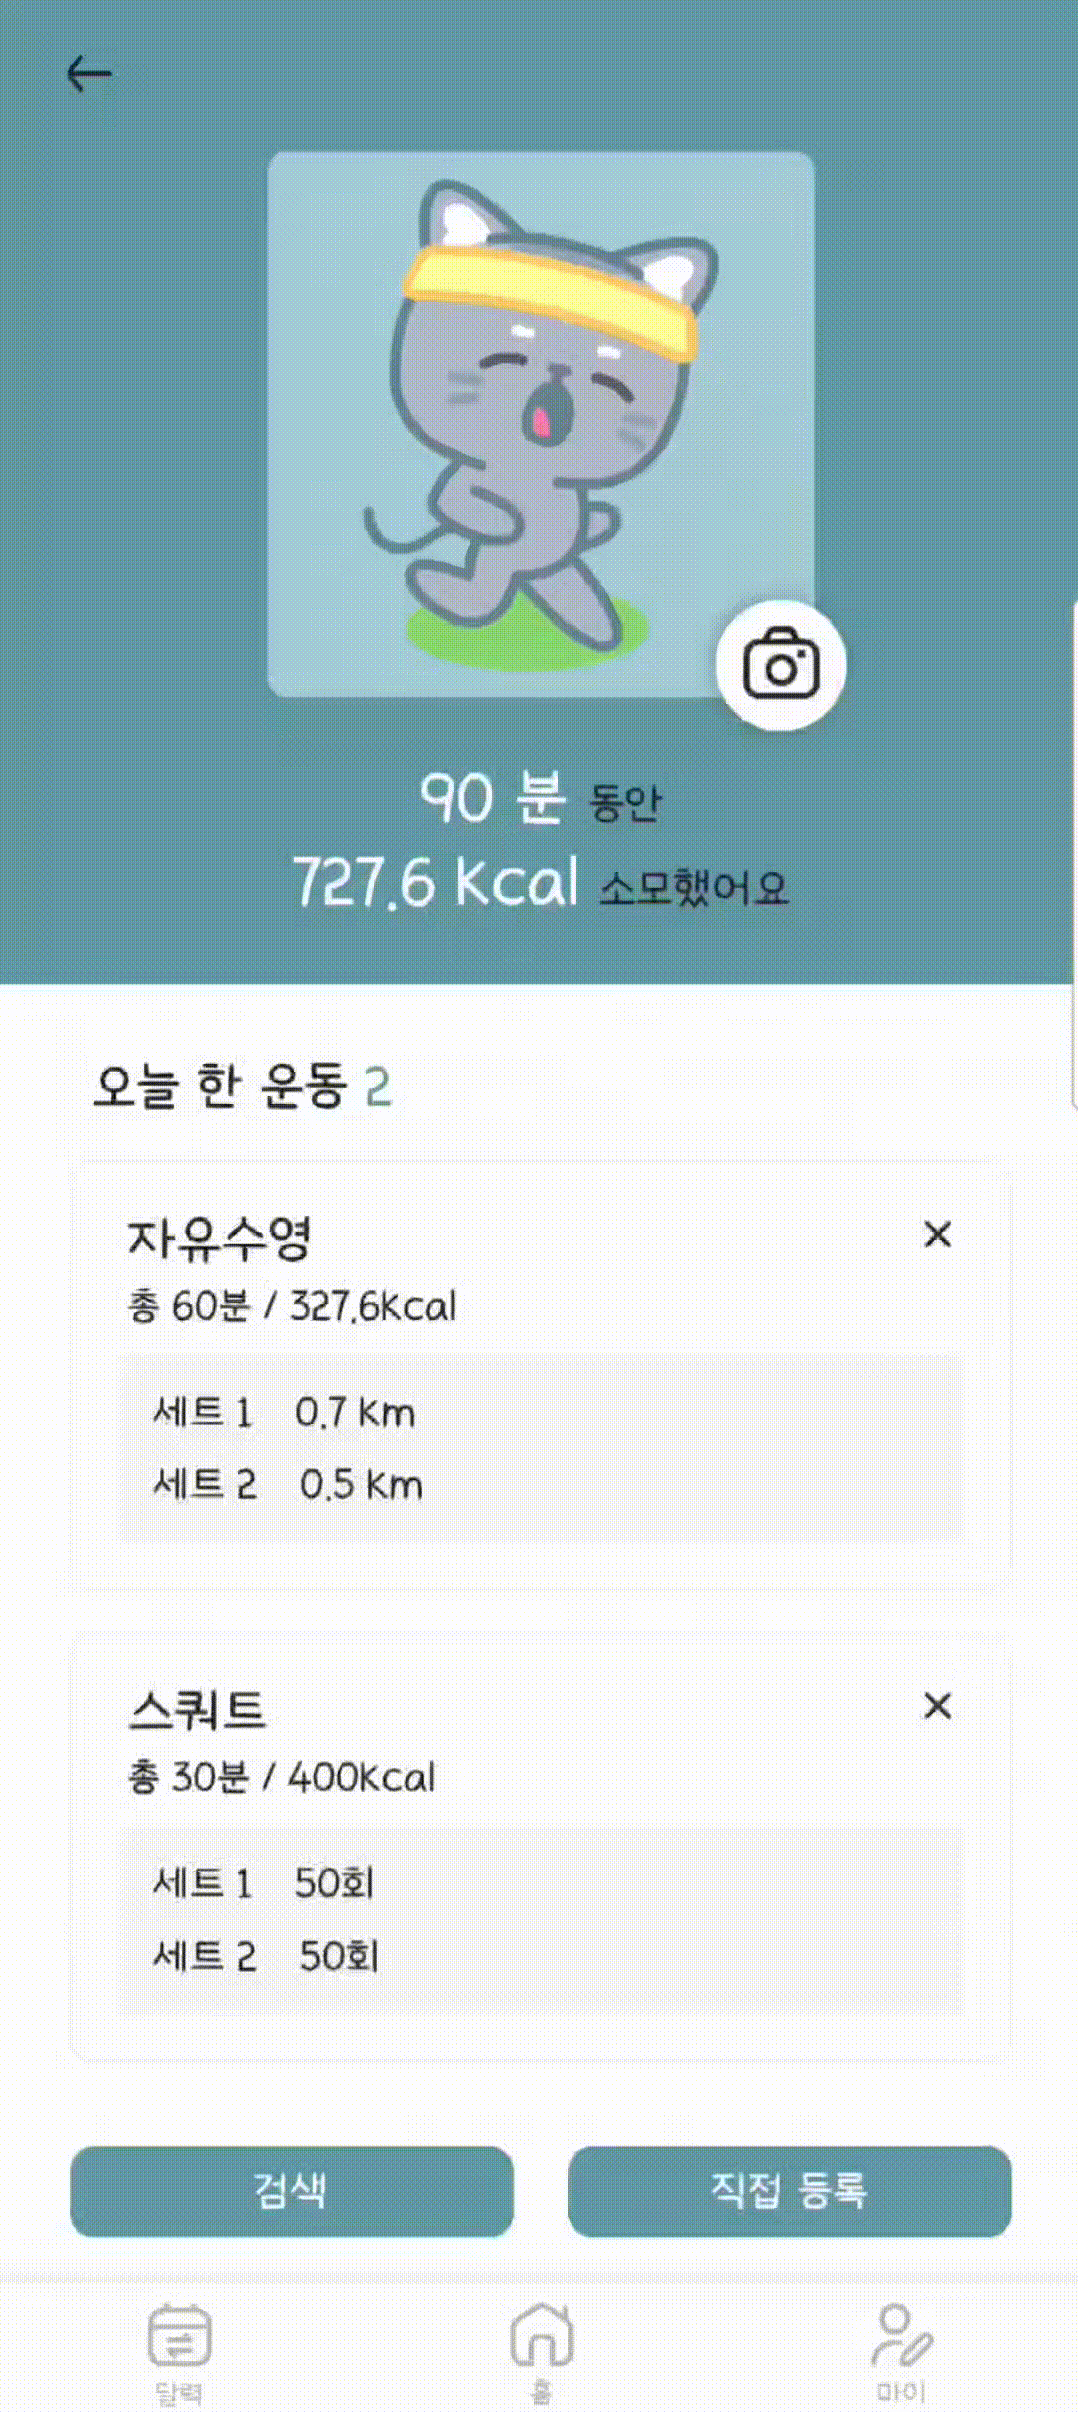 90 분 동안
727.6 Kcal 소모했어요
오늘 한 운동 2
자유수영
총 60분 / 327.6Kcal
세트 1 0.7 Km
세트 2 0.5 Km
스쿼트
총 30분 / 400Kcal
세트 1 50회
세트 2 50회
검색 직접 등록
달력 홈 마이